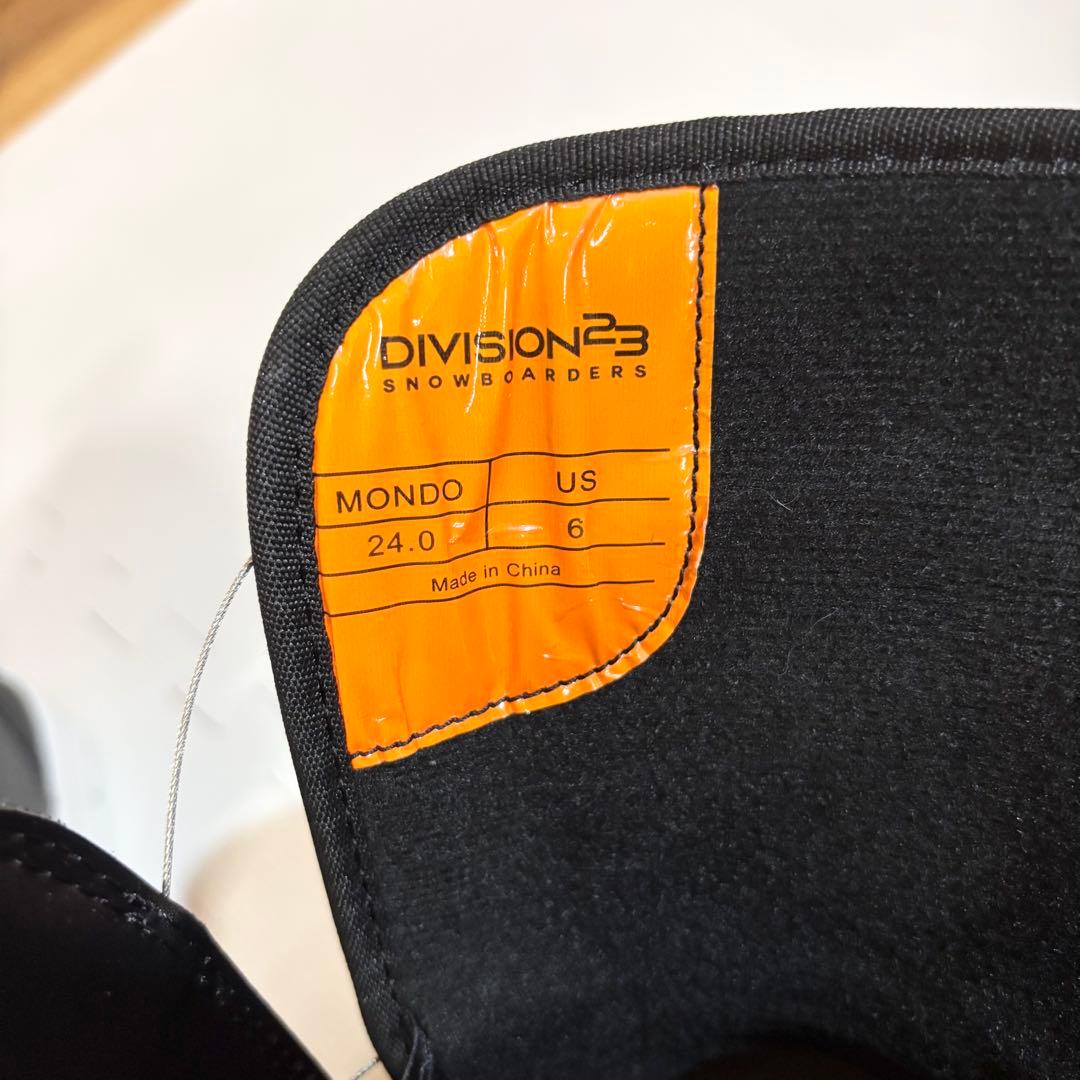 DIVISION23
SNOWBOARDERS
MONDO US
24.0 6
Made in China